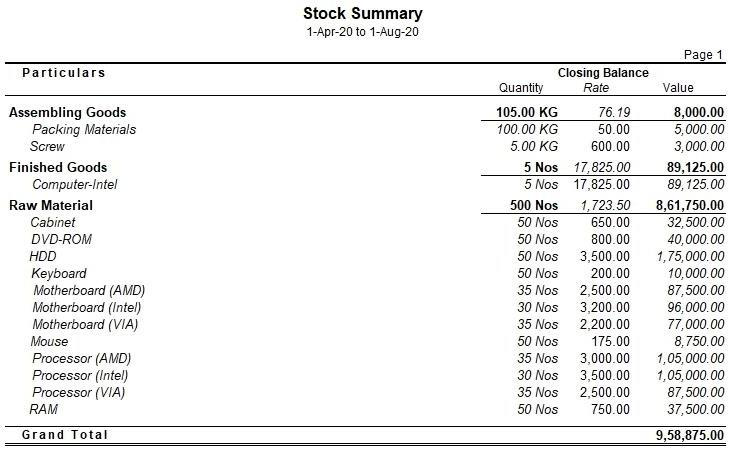 Stock Summary
1-Apr-20 to 1-Aug-20
Page 1
Particulars Closing Balance
Quantity Rate Value
Assembling Goods 105.00 KG 76.19 8,000.00
Packing Materials 100.00 KG 50.00 5,000.00
Screw 5.00 KG 600.00 3,000.00
Finished Goods 5 Nos 17,825.00 89,125.00
Computer-Intel 5 Nos 17,825.00 89,125.00
Raw Material 500 Nos 1,723.50 8,61,750.00
Cabinet 50 Nos 650.00 32,500.00
DVD-ROM 50 Nos 800.00 40,000.00
HDD 50 Nos 3,500.00 1,75,000.00
Keyboard 50 Nos 200.00 10,000.00
Motherboard (AMD) 35 Nos 2,500.00 87,500.00
Motherboard (Intel) 30 Nos 3,200.00 96,000.00
Motherboard (VIA) 35 Nos 2,200.00 77,000.00
Mouse 50 Nos 175.00 8,750.00
Processor (AMD) 35 Nos 3,000.00 1,05,000.00
Processor (Intel) 30 Nos 3,500.00 1,05,000.00
Processor (VIA) 35 Nos 2,500.00 87,500.00
RAM 50 Nos 750.00 37,500.00
Grand Total 9,58,875.00